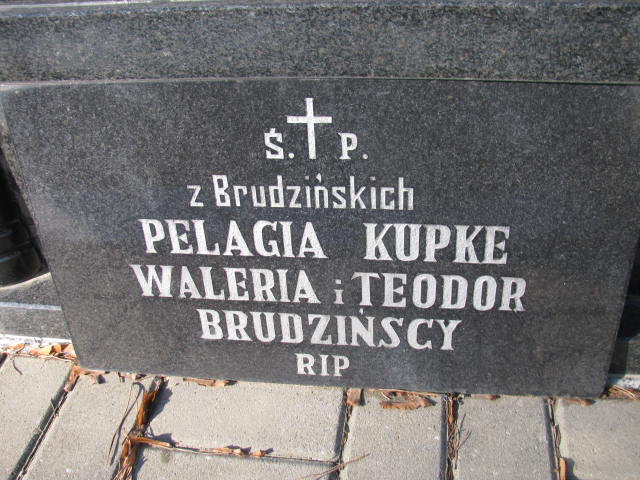 Ś. P.
z Brudzińskich
PELAGIA KUPKE
WALERIA i TEODOR
BRUDZIŃSCY
RIP